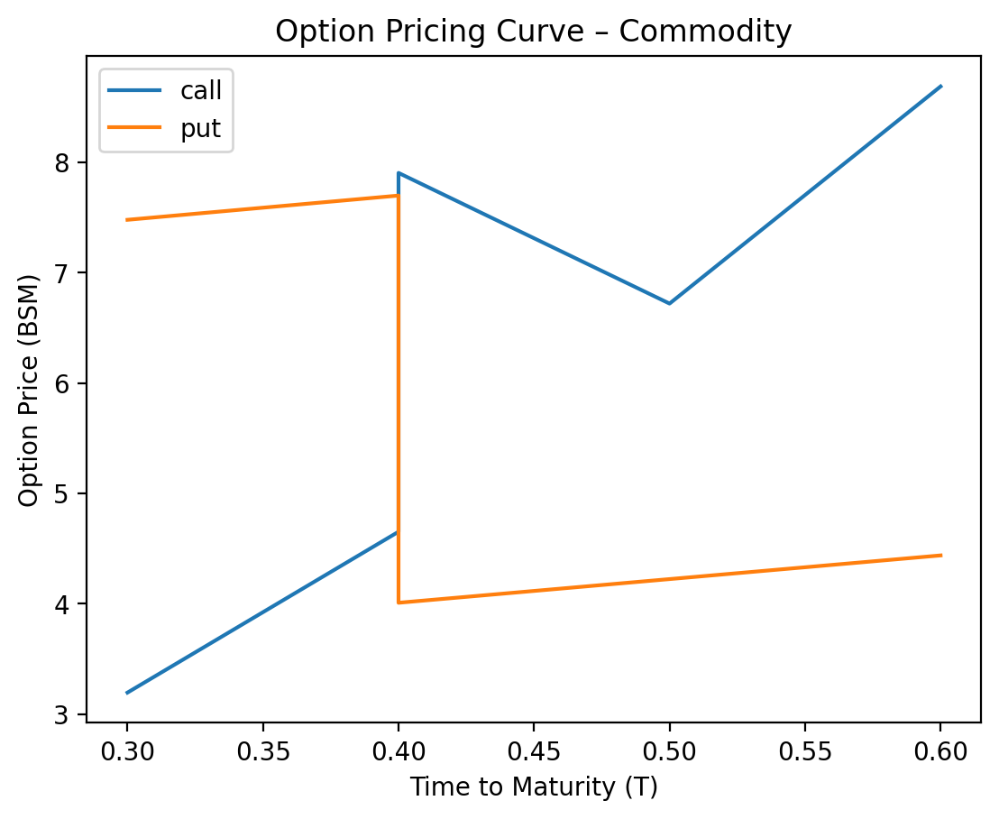 Option Pricing Curve – Commodity
call
put
Option Price (BSM)
8
7
6
5
4
3
0.30 0.35 0.40 0.45 0.50 0.55 0.60
Time to Maturity (T)